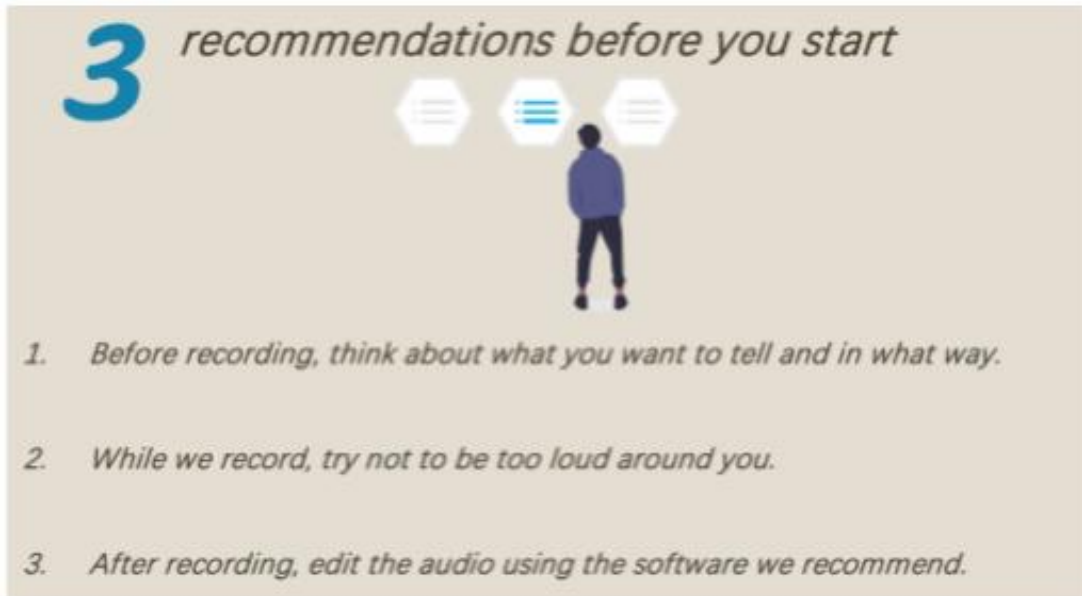 3 recommendations before you start
1. Before recording, think about what you want to tell and in what way.
2. While we record, try not to be too loud around you.
3. After recording, edit the audio using the software we recommend.